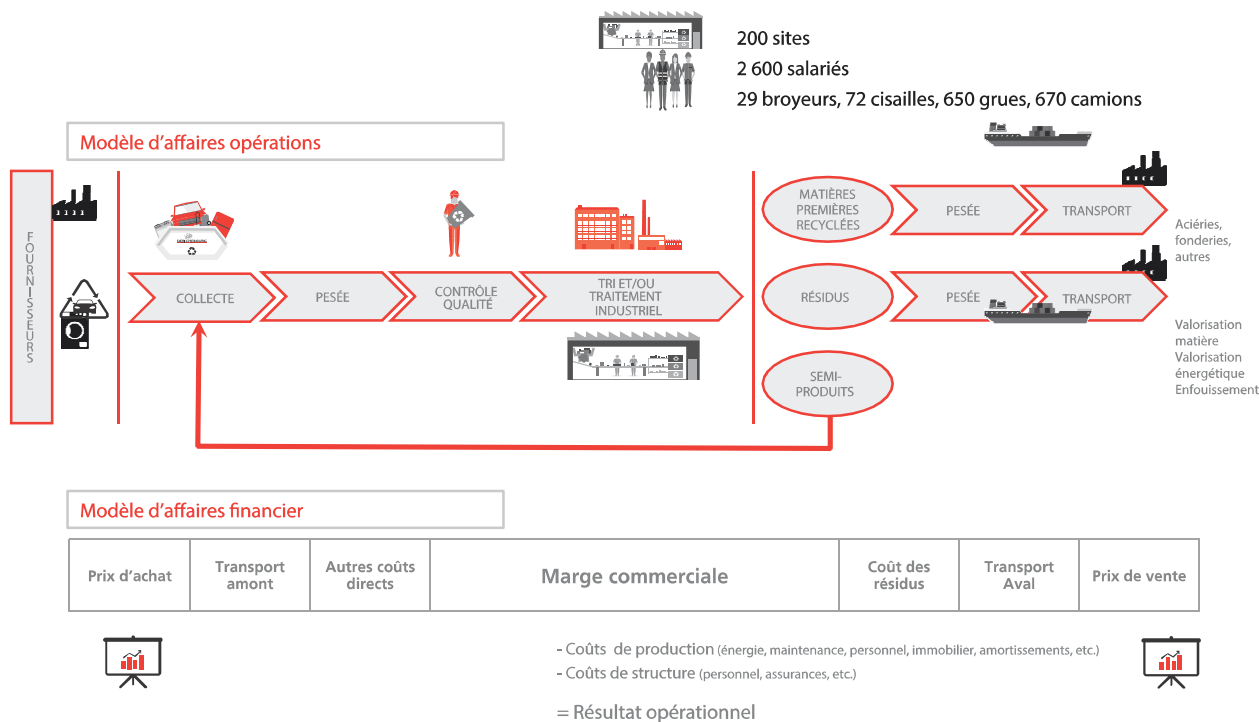 200 sites
2 600 salariés
29 broyeurs, 72 cisailles, 650 grues, 670 camions
Modèle d'affaires opérations
FOURNISSEURS
COLLECTE
PESÉE
CONTRÔLE
QUALITÉ
TRI ET/OU
TRAITEMENT
INDUSTRIEL
MATIÈRES
PREMIÈRES
RECYCLÉES
PESÉE
TRANSPORT
Aciéries,
fonderies,
autres
RÉSIDUS
PESÉE
TRANSPORT
Valorisation
matière
Valorisation
énergétique
Enfouissement
SEMI-
PRODUITS
Modèle d'affaires financier
Prix d'achat
Transport
amont
Autres coûts
directs
Marge commerciale
Coût des
résidus
Transport
Aval
Prix de vente
- Coûts de production (énergie, maintenance, personnel, immobilier, amortissements, etc.)
- Coûts de structure (personnel, assurances, etc.)
= Résultat opérationnel